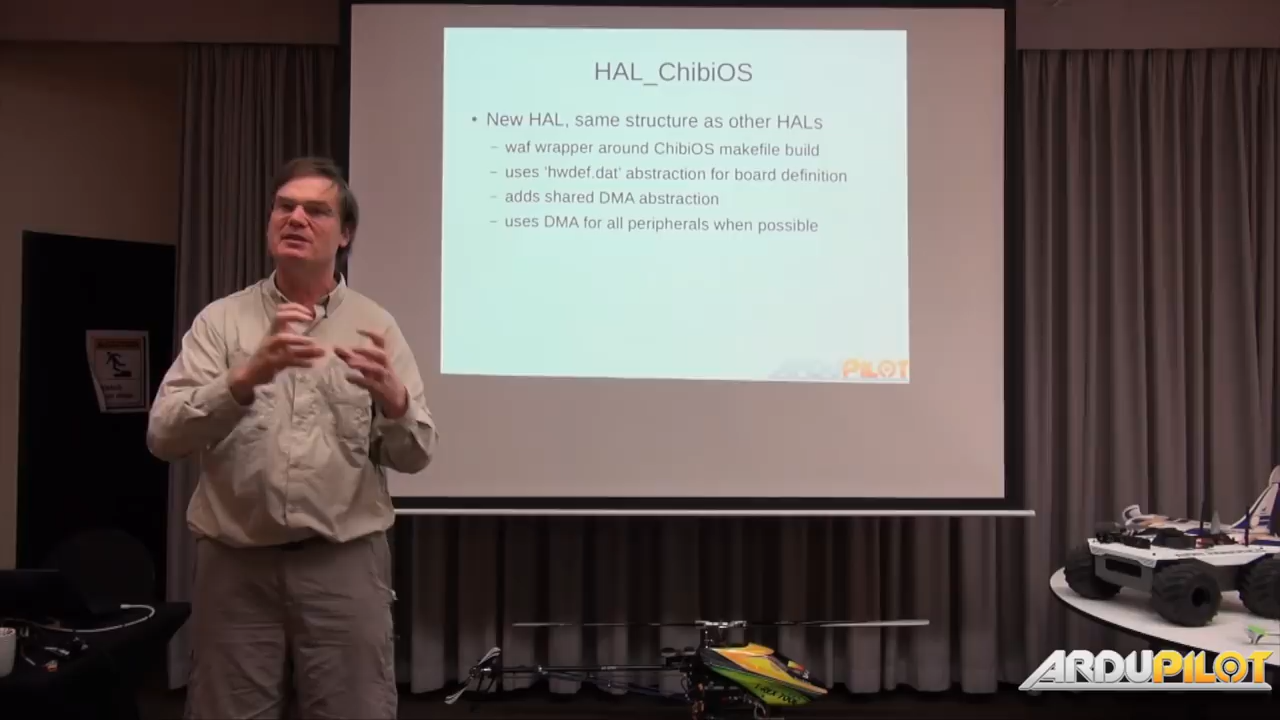 HAL_ChibiOS
• New HAL, same structure as other HALs
– waf wrapper around ChibiOS makefile build
– uses 'hwdef.dat' abstraction for board definition
– adds shared DMA abstraction
– uses DMA for all peripherals when possible
ARDUPILOT
ARDUPILOT